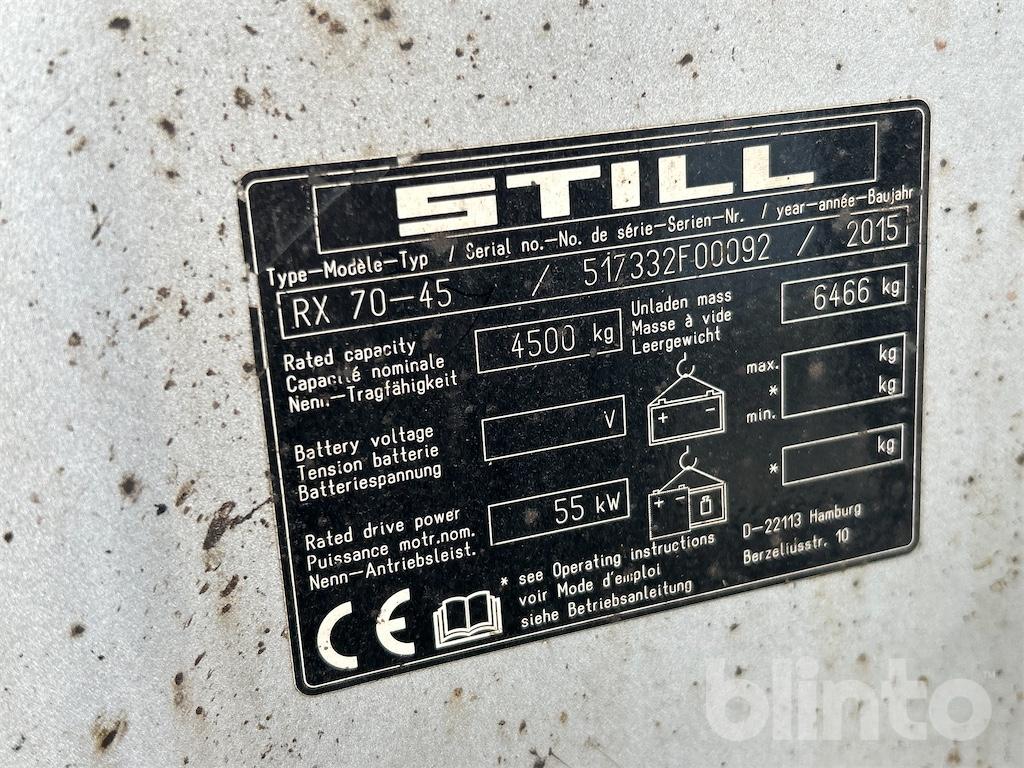 STILL
Type-Modèle-Typ / Serial no.-No. de série-Serien-Nr. / year-année-Baujahr
RX 70-45 / 517332F00092 / 2015
Rated capacity
Capacité nominale
Nenn.-Tragfähigkeit
4500 kg
Unladen mass
Masse à vide
Leergewicht
6466 kg
Battery voltage
Tension batterie
Batteriespannung
V
+ -
max. kg
* kg
min.
Rated drive power
Puissance motr.nom.
Nenn-Antriebsleist.
55 kW
+ -
* kg
* see Operating instructions
voir Mode d'emploi
siehe Betriebsanleitung
D-22113 Hamburg
Berzeliusstr. 10
CE
blinto™